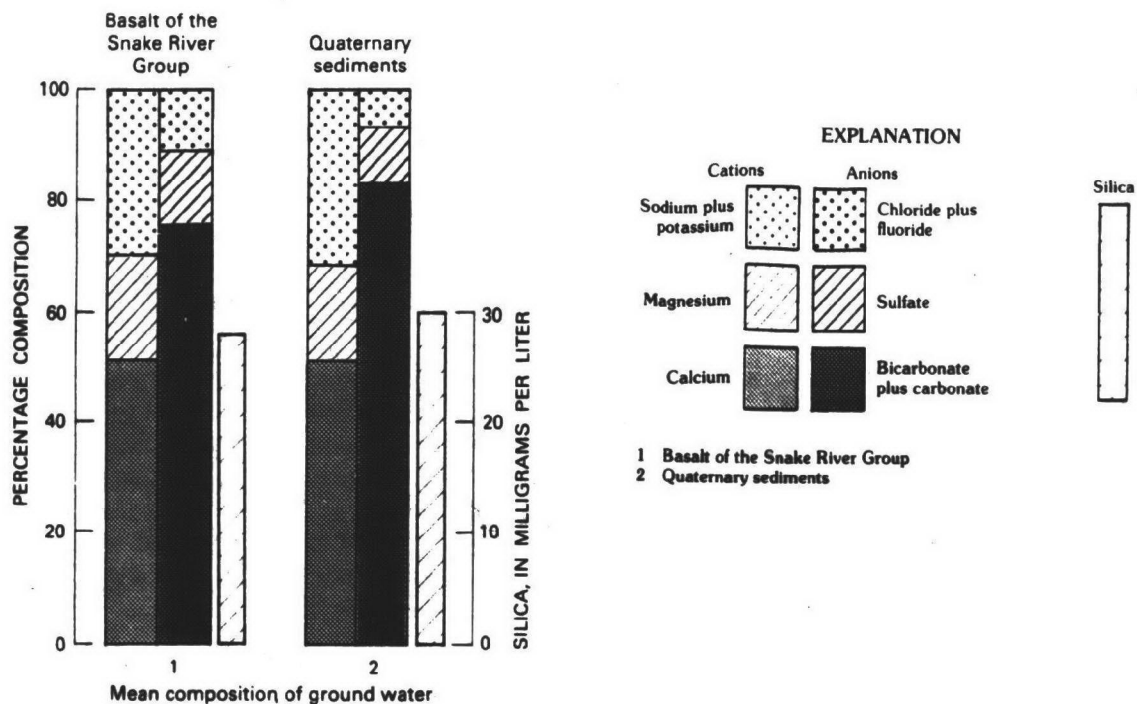 Basalt of the
Snake River
Group
Quaternary
sediments
PERCENTAGE COMPOSITION
100
80
60
40
20
0
30
20
10
0
SILICA, IN MILLIGRAMS PER LITER
1
2
Mean composition of ground water
EXPLANATION
Cations
Anions
Silica
Sodium plus
potassium
Chloride plus
fluoride
Magnesium
Sulfate
Calcium
Bicarbonate
plus carbonate
1 Basalt of the Snake River Group
2 Quaternary sediments